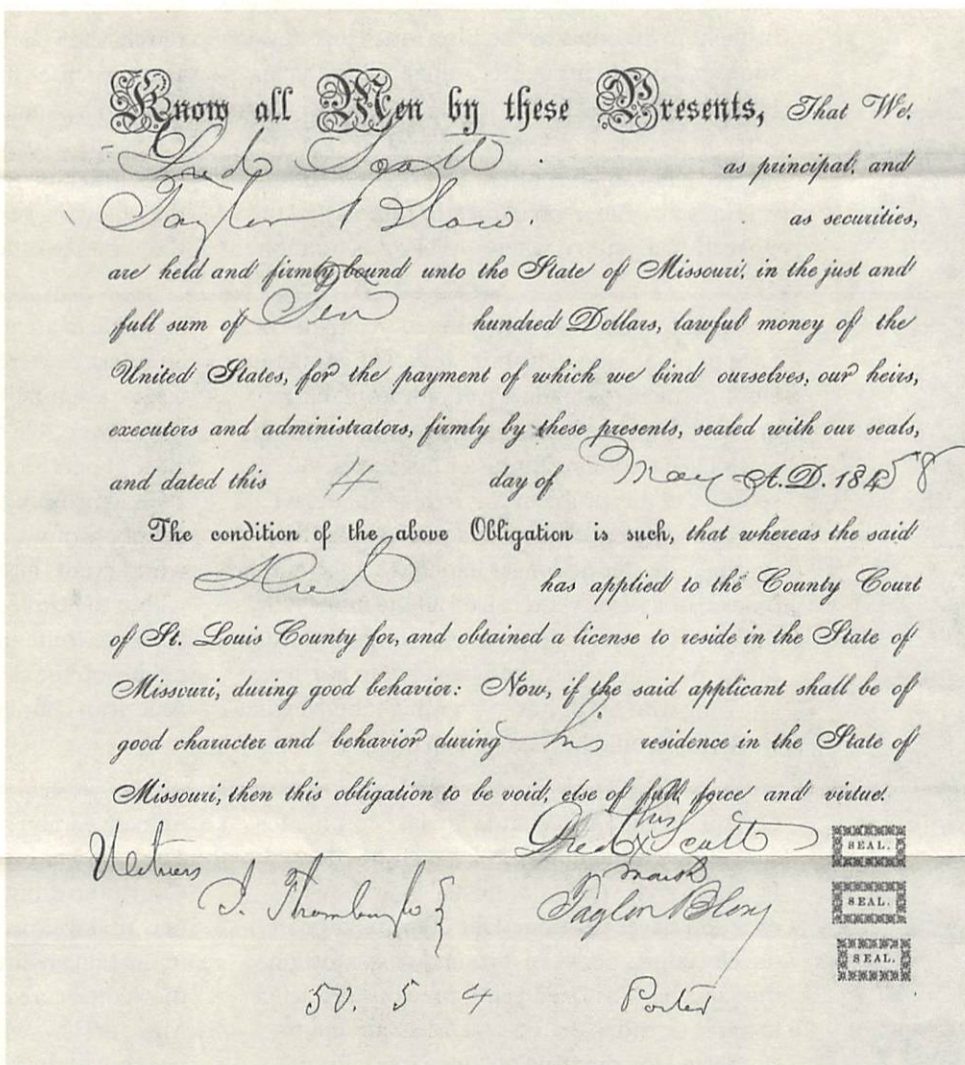 Know all Men by these Presents, That We,
Dred Scott as principal, and
Taylor Blow. as securities,
are held and firmly bound unto the State of Missouri, in the just and
full sum of Ten hundred Dollars, lawful money of the
United States, for the payment of which we bind ourselves, our heirs,
executors and administrators, firmly by these presents, sealed with our seals,
and dated this 4 day of May A.D. 18458
The condition of the above Obligation is such, that whereas the said
Dred has applied to the County Court
of St. Louis County for, and obtained a license to reside in the State of
Missouri, during good behavior: Now, if the said applicant shall be of
good character and behavior during his residence in the State of
Missouri, then this obligation to be void, else of full force and virtue.
his
Dred x Scott SEAL.
mark
Witness
Taylor Blow SEAL.
SEAL.
5 4 Porter